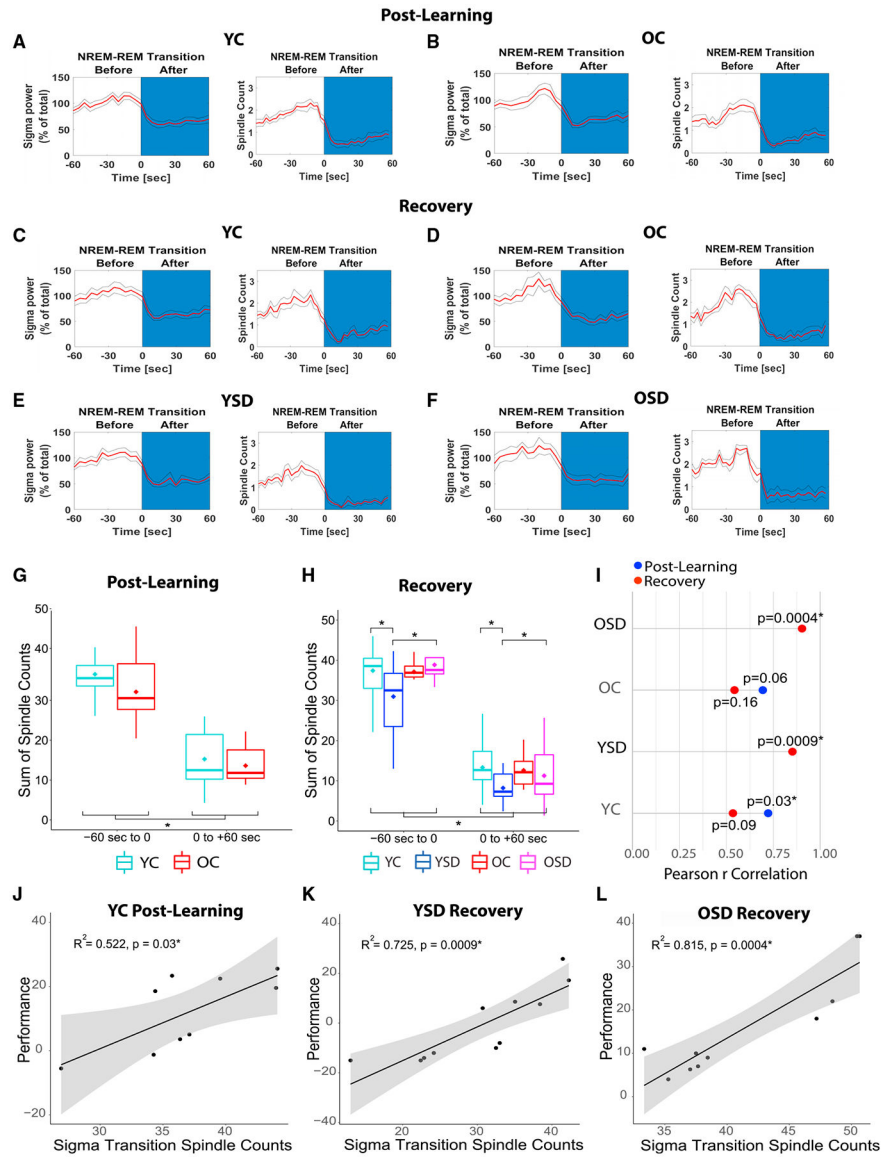 Post-Learning
A
YC
NREM-REM Transition
Before After
Sigma power
(% of total)
150
100
50
0
-60 -30 0 30 60
Time [sec]
Before After
Spindle Count
3
2
1
0
-60 -30 0 30 60
Time [sec]
B
OC
NREM-REM Transition
Before After
Sigma power
(% of total)
150
100
50
0
-60 -30 0 30 60
Time [sec]
Before After
Spindle Count
3
2
1
0
-60 -30 0 30 60
Time [sec]
Recovery
C
YC
NREM-REM Transition
Before After
Sigma power
(% of total)
150
100
50
0
-60 -30 0 30 60
Time [sec]
Before After
Spindle Count
3
2
1
0
-60 -30 0 30 60
Time [sec]
D
OC
NREM-REM Transition
Before After
Sigma power
(% of total)
150
100
50
0
-60 -30 0 30 60
Time [sec]
Before After
Spindle Count
3
2
1
0
-60 -30 0 30 60
Time [sec]
E
YSD
NREM-REM Transition
Before After
Sigma power
(% of total)
150
100
50
0
-60 -30 0 30 60
Time [sec]
NREM-REM Transition
Before After
Spindle Count
3
2
1
0
-60 -30 0 30 60
Time [sec]
F
OSD
NREM-REM Transition
Before After
Sigma power
(% of total)
150
100
50
0
-60 -30 0 30 60
Time [sec]
NREM-REM Transition
Before After
Spindle Count
3
2
1
0
-60 -30 0 30 60
Time [sec]
G
Post-Learning
Sum of Spindle Counts
50
40
30
20
10
0
*
−60 sec to 0 0 to +60 sec
YC OC
H
Recovery
Sum of Spindle Counts
50
40
30
20
10
0
* * * *
*
−60 sec to 0 0 to +60 sec
YC YSD OC OSD
I
Post-Learning
Recovery
OSD
p=0.0004*
OC
p=0.06
p=0.16
YSD
p=0.0009*
YC
p=0.03*
p=0.09
0.00 0.25 0.50 0.75 1.00
Pearson r Correlation
J
YC Post-Learning
R2= 0.522, p = 0.03*
Performance
40
20
0
−20
30 35 40
Sigma Transition Spindle Counts
K
YSD Recovery
R2= 0.725, p = 0.0009*
Performance
40
20
0
−20
−40
20 30 40
Sigma Transition Spindle Counts
L
OSD Recovery
R2= 0.815, p = 0.0004*
Performance
40
30
20
10
0
35 40 45 50
Sigma Transition Spindle Counts